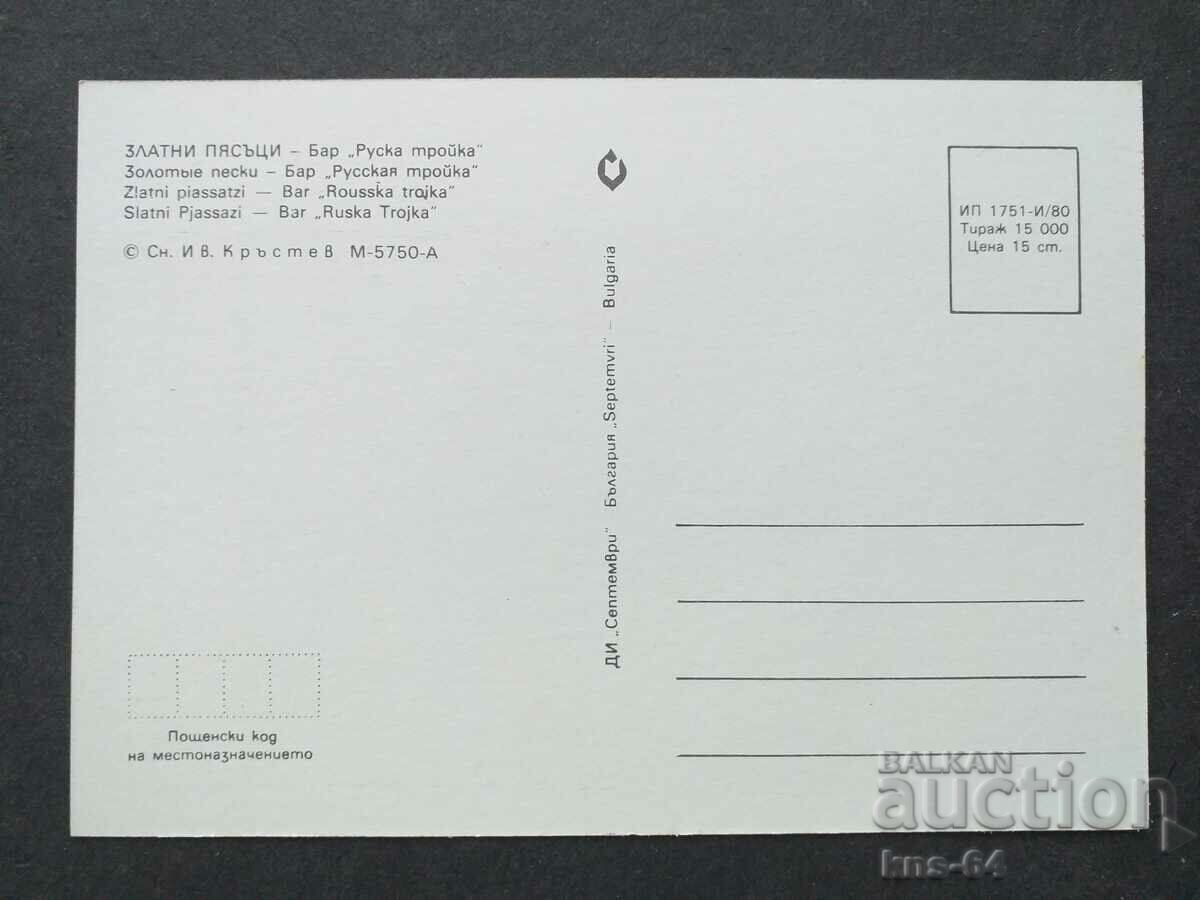 ЗЛАТНИ ПЯСЪЦИ – Бар „Руска тройка“
Золотые пески – Бар „Русская тройка“
Zlatni piassatzi — Bar „Rousska trojka“
Slatni Pjassazi — Bar „Ruska Trojka“
© Сн. Ив. Кръстев М-5750-А
ДИ „Септември“ България „Septemvri“ – Bulgaria
ИП 1751-И/80
Тираж 15 000
Цена 15 ст.
Пощенски код
на местоназначението
BALKAN
auction
kns-64